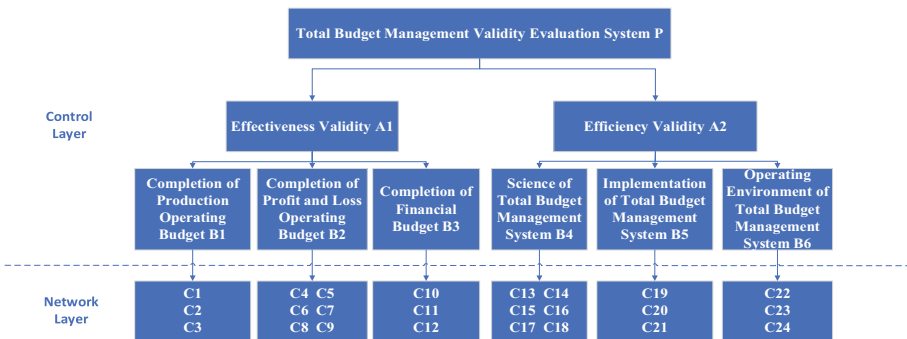 Total Budget Management Validity Evaluation System P
Control
Layer
Effectiveness Validity A1
Efficiency Validity A2
Completion of
Production
Operating
Budget B1
Completion of
Profit and Loss
Operating
Budget B2
Completion of
Financial
Budget B3
Science of
Total Budget
Management
System B4
Implementation
of Total Budget
Management
System B5
Operating
Environment of
Total Budget
Management
System B6
Network
Layer
C1
C2
C3
C4 C5
C6 C7
C8 C9
C10
C11
C12
C13 C14
C15 C16
C17 C18
C19
C20
C21
C22
C23
C24